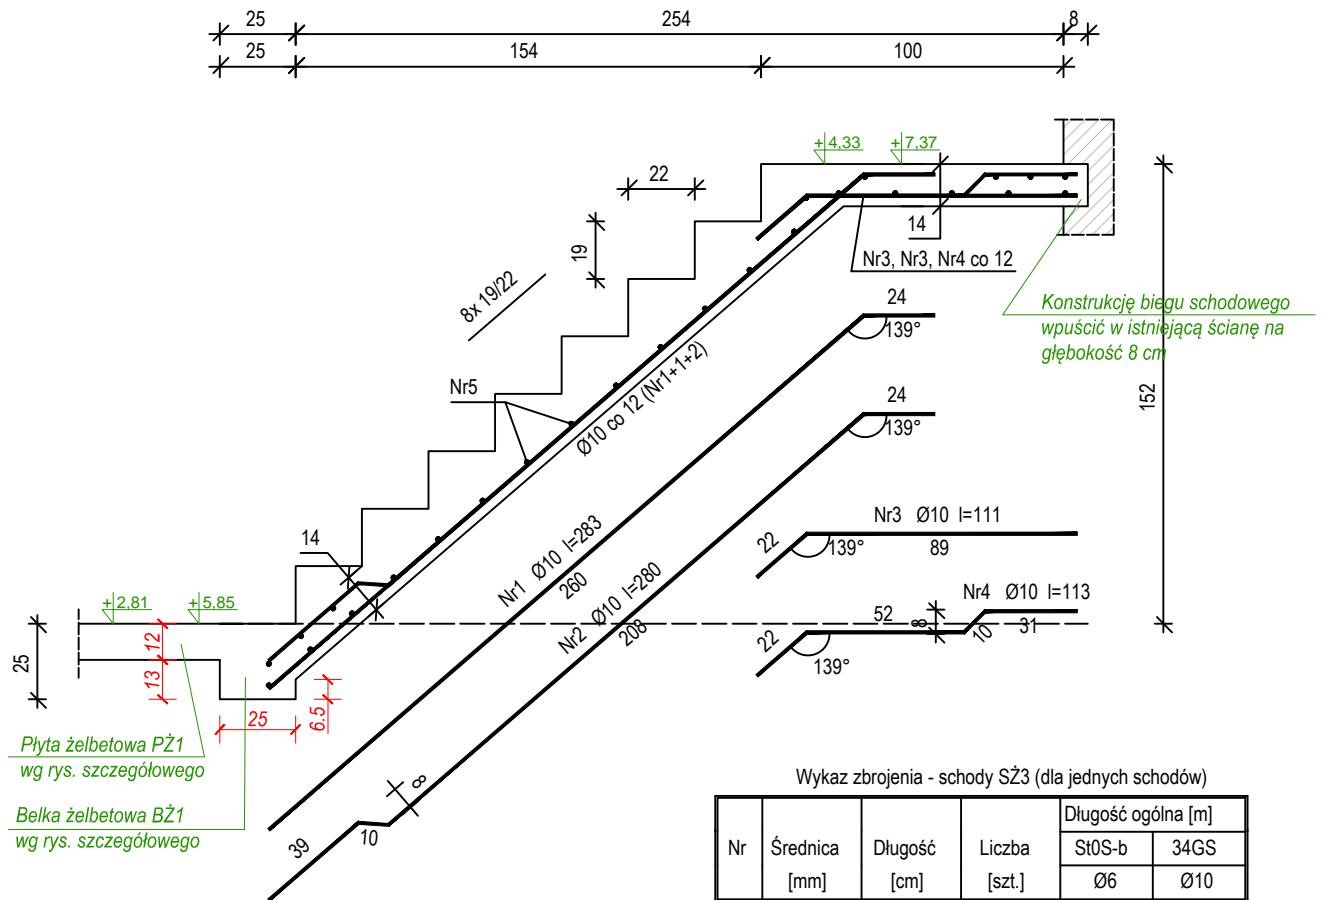 25 254 8
25 154 100
+4,33 +7,37
22
19
8x 19/22
14
Nr3, Nr3, Nr4 co 12
Konstrukcję biegu schodowego
wpuścić w istniejącą ścianę na
głębokość 8 cm
152
Nr5
Ø10 co 12 (Nr1+1+2)
24
139°
24
139°
14
Nr1 Ø10 l=283
260
Nr2 Ø10 l=280
208
Nr3 Ø10 l=111
22
139°
89
Nr4 Ø10 l=113
22
139°
52
8
10
31
+2,81 +5,85
25
12
13
25
6.5
Płyta żelbetowa PŻ1
wg rys. szczegółowego
Belka żelbetowa BŻ1
wg rys. szczegółowego
39
10
8
Wykaz zbrojenia - schody SŻ3 (dla jednych schodów)
Długość ogólna [m]
Nr Średnica Długość Liczba St0S-b 34GS
[mm] [cm] [szt.] Ø6 Ø10